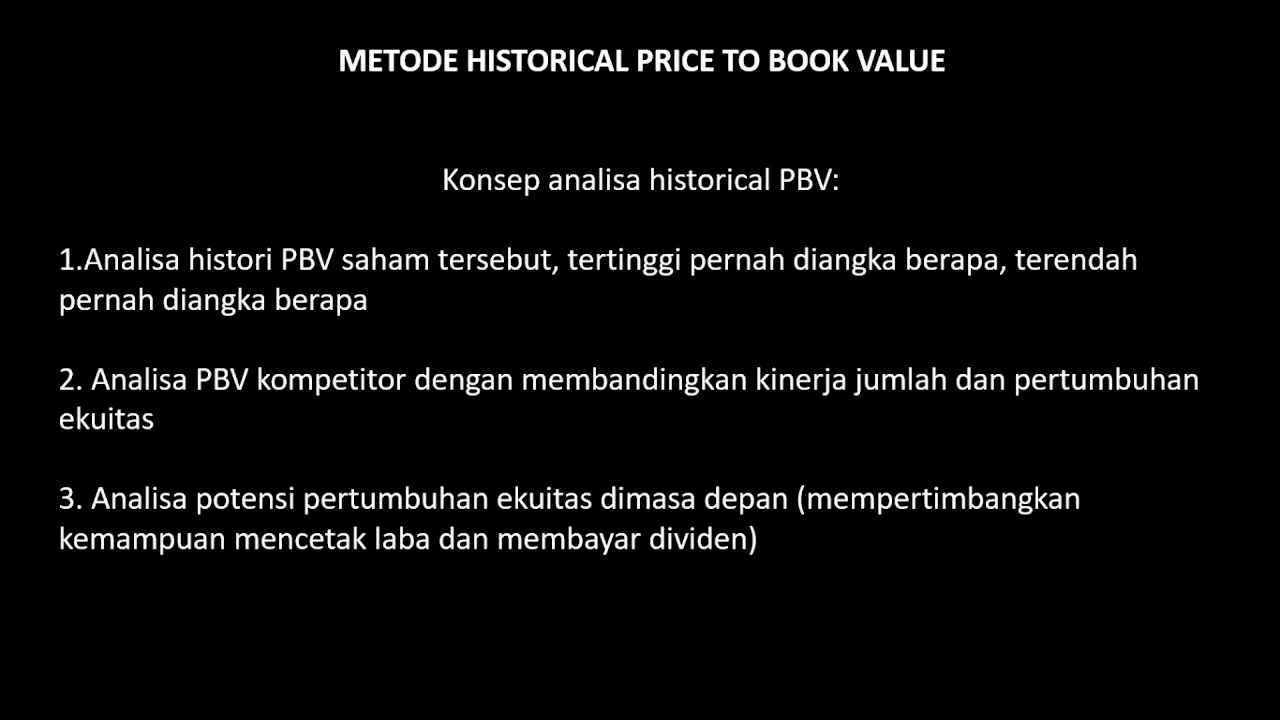 METODE HISTORICAL PRICE TO BOOK VALUE
Konsep analisa historical PBV:
1.Analisa histori PBV saham tersebut, tertinggi pernah diangka berapa, terendah
pernah diangka berapa
2. Analisa PBV kompetitor dengan membandingkan kinerja jumlah dan pertumbuhan
ekuitas
3. Analisa potensi pertumbuhan ekuitas dimasa depan (mempertimbangkan
kemampuan mencetak laba dan membayar dividen)